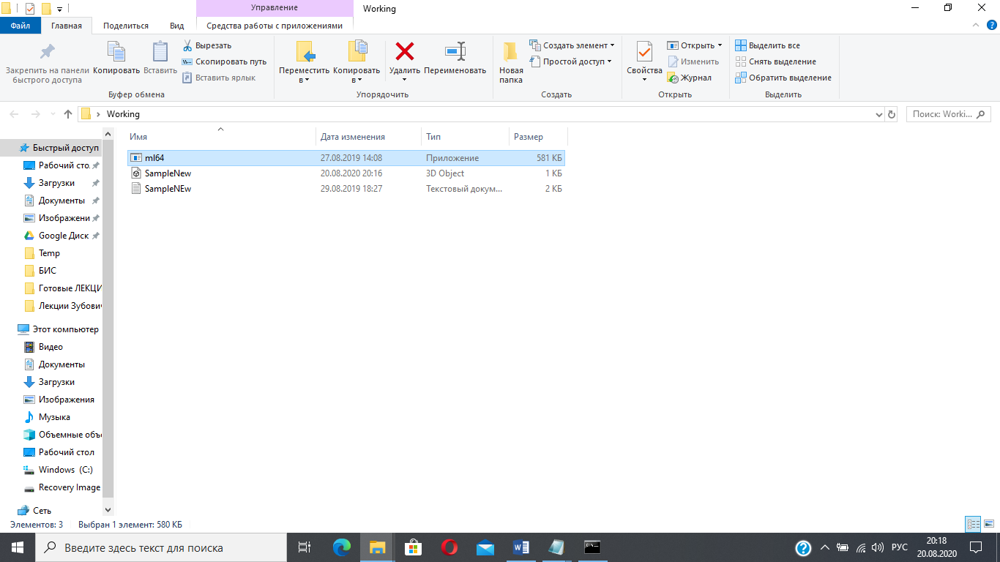 Управление
Working
Файл
Главная
Поделиться
Вид
Средства работы с приложениями
Закрепить на панели быстрого доступа
Копировать
Вставить
Вырезать
Скопировать путь
Вставить ярлык
Буфер обмена
Переместить в
Копировать в
Удалить
Переименовать
Упорядочить
Новая папка
Создать элемент
Простой доступ
Создать
Свойства
Открыть
Изменить
Журнал
Открыть
Выделить все
Снять выделение
Обратить выделение
Выделить
Working
Поиск: Worki...
Имя
Дата изменения
Тип
Размер
ml64 27.08.2019 14:08 Приложение 581 КБ
SampleNew 20.08.2020 20:16 3D Object 1 КБ
SampleNEw 29.08.2019 18:27 Текстовый докум... 2 КБ
Быстрый доступ
Рабочий сто.
Загрузки
Документы
Изображени
Google Диск
Temp
БИС
Готовые ЛЕКЦИ
Лекции Зубови
Этот компьютер
Видео
Документы
Загрузки
Изображения
Музыка
Объемные объ
Рабочий стол
Windows (C:)
Recovery Image
Сеть
Элементов: 3 Выбран 1 элемент: 580 КБ
Введите здесь текст для поиска
РУС
20:18
20.08.2020